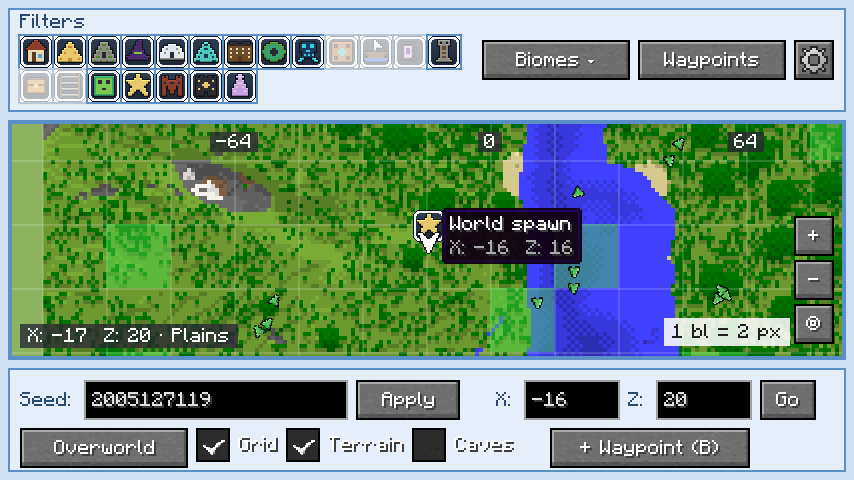 Filters
Biomes
Waypoints
-64
0
64
World spawn
X: -16 Z: 16
+
-
X: -17 Z: 20 · Plains
1 bl = 2 px
Seed: 2005127119 Apply X: -16 Z: 20 Go
Overworld Grid Terrain Caves + Waypoint (B)